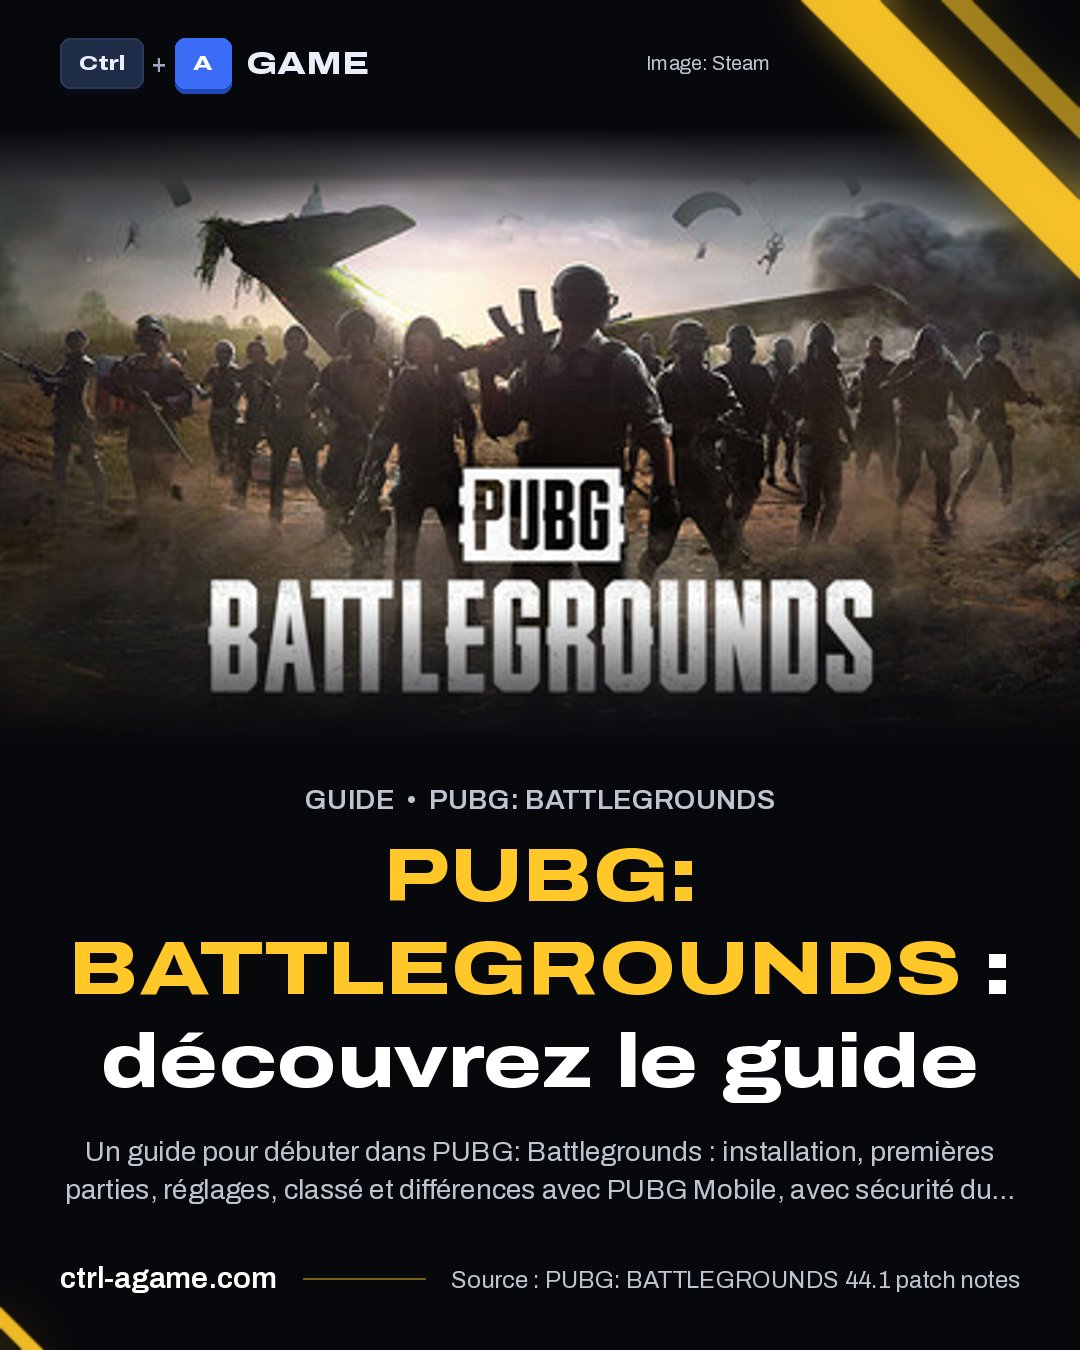 Ctrl + A GAME
Image: Steam
PUBG
BATTLEGROUNDS
GUIDE • PUBG: BATTLEGROUNDS
PUBG:
BATTLEGROUNDS :
découvrez le guide
Un guide pour débuter dans PUBG: Battlegrounds : installation, premières
parties, réglages, classé et différences avec PUBG Mobile, avec sécurité du...
ctrl-agame.com
Source : PUBG: BATTLEGROUNDS 44.1 patch notes